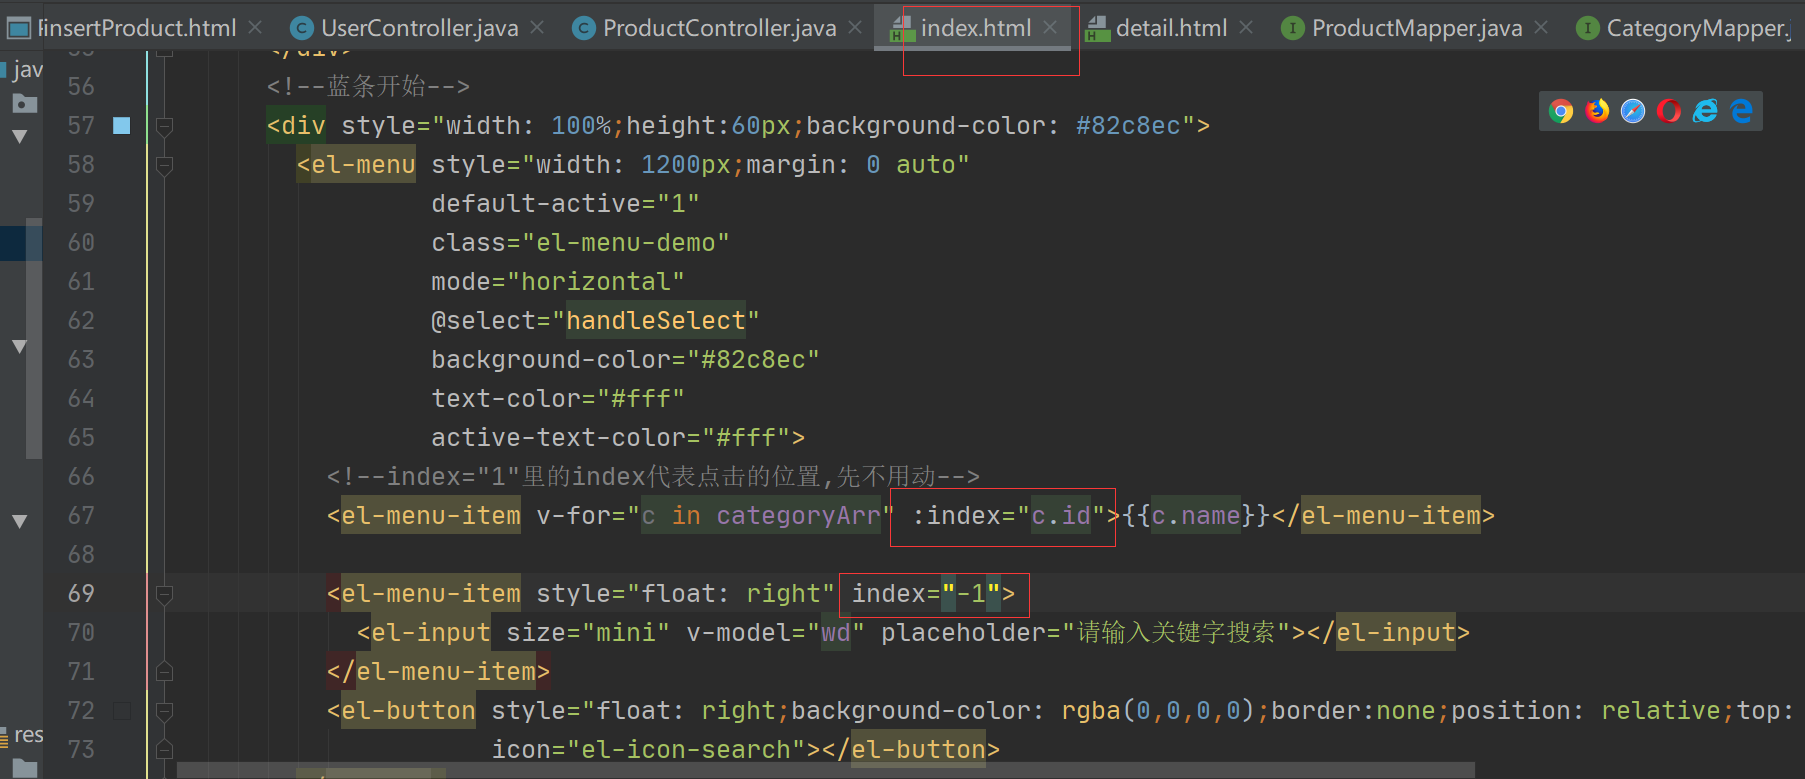 insertProduct.html UserController.java ProductController.java index.html detail.html ProductMapper.java CategoryMapper.j
jav
</div>
56 <!--蓝条开始-->
57 <div style="width: 100%;height:60px;background-color: #82c8ec">
58 <el-menu style="width: 1200px;margin: 0 auto"
59 default-active="1"
60 class="el-menu-demo"
61 mode="horizontal"
62 @select="handleSelect"
63 background-color="#82c8ec"
64 text-color="#fff"
65 active-text-color="#fff">
66 <!--index="1"里的index代表点击的位置,先不用动-->
67 <el-menu-item v-for="c in categoryArr" :index="c.id">{{c.name}}</el-menu-item>
68
69 <el-menu-item style="float: right" index="-1">
70 <el-input size="mini" v-model="wd" placeholder="请输入关键字搜索"></el-input>
71 </el-menu-item>
72 <el-button style="float: right;background-color: rgba(0,0,0,0);border:none;position: relative;top:
73 icon="el-icon-search"></el-button>
res